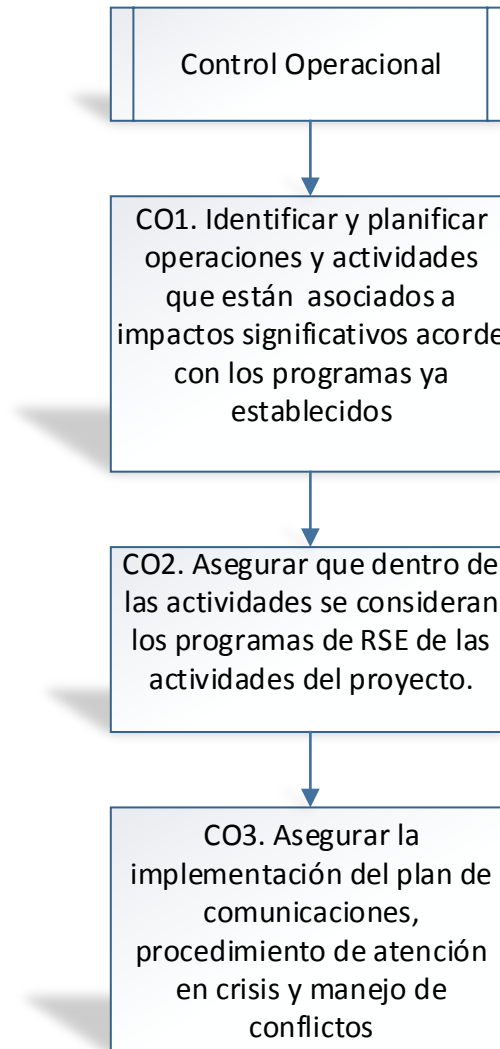 Control Operacional
CO1. Identificar y planificar
operaciones y actividades
que están  asociados a
impactos significativos acorde
con los programas ya
establecidos
CO2. Asegurar que dentro de
las actividades se consideran
los programas de RSE de las
actividades del proyecto.
CO3. Asegurar la
implementación del plan de
comunicaciones,
procedimiento de atención
en crisis y manejo de
conflictos